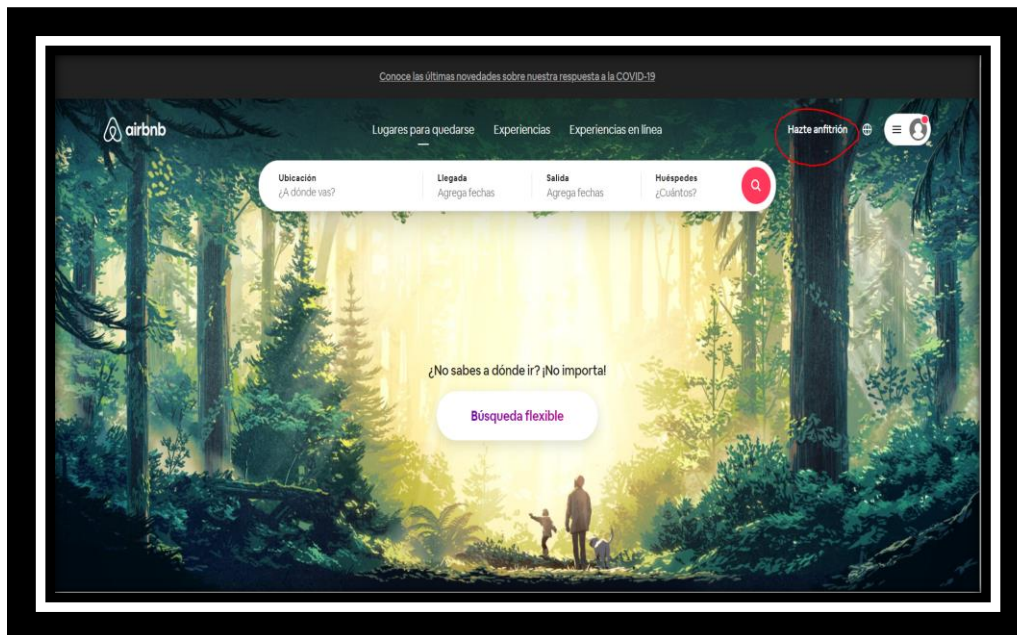 Conoce las últimas novedades sobre nuestra respuesta a la COVID-19
airbnb
Lugares para quedarse Experiencias Experiencias en línea
Hazte anfitrión
Ubicación
¿A dónde vas?
Llegada
Agrega fechas
Salida
Agrega fechas
Huéspedes
¿Cuántos?
¿No sabes a dónde ir? ¡No importa!
Búsqueda flexible